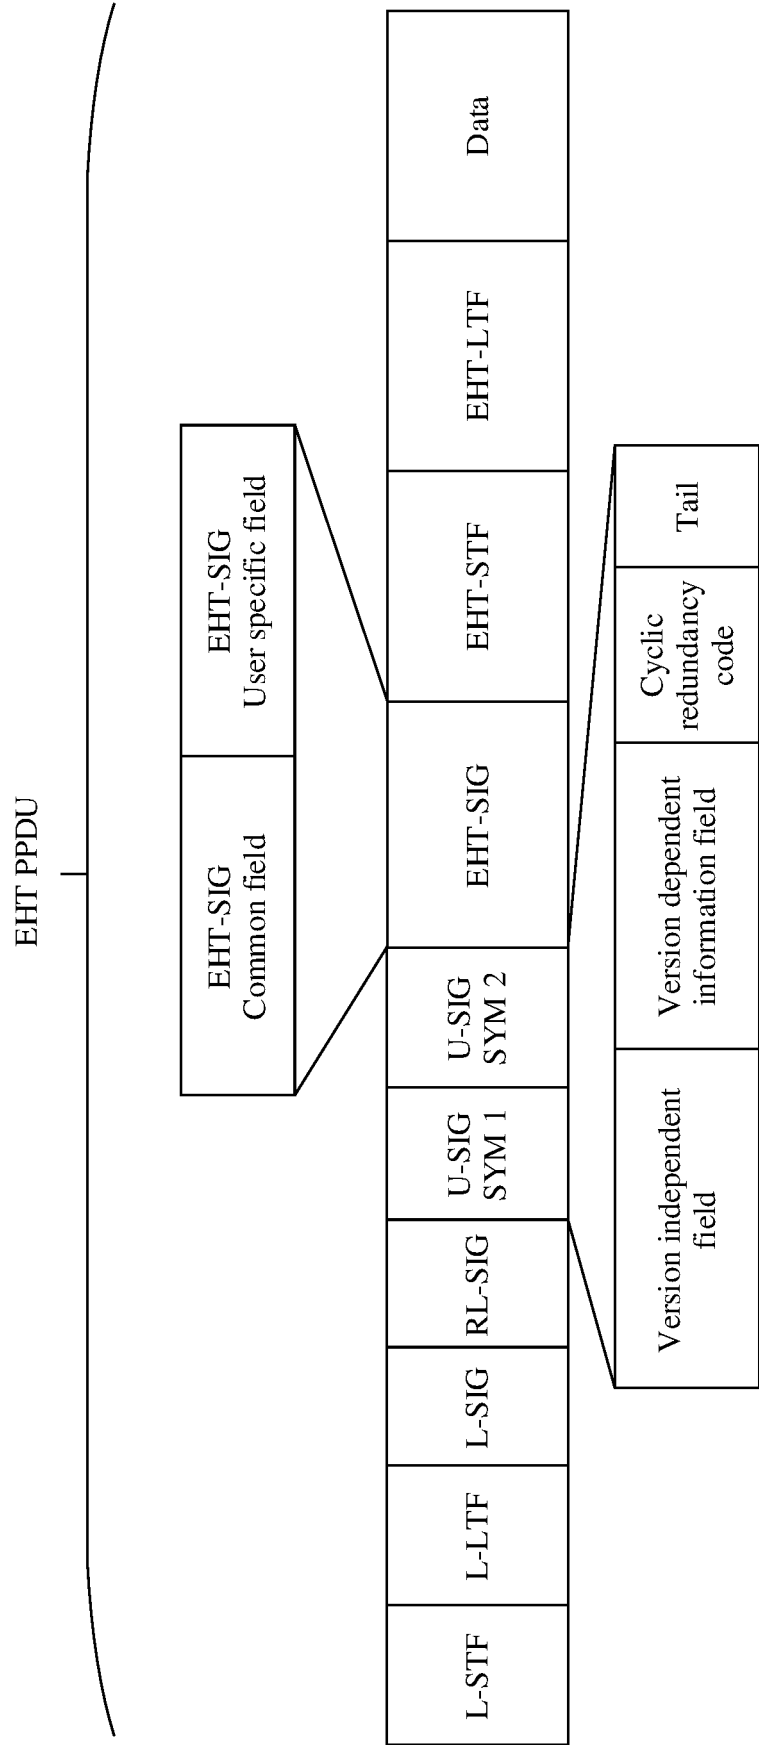 EHT PPDU
EHT-SIG
Common field
EHT-SIG
User specific field
L-STF
L-LTF
L-SIG
RL-SIG
U-SIG
SYM 1
U-SIG
SYM 2
EHT-SIG
EHT-STF
EHT-LTF
Data
Version independent
field
Version dependent
information field
Cyclic
redundancy
code
Tail